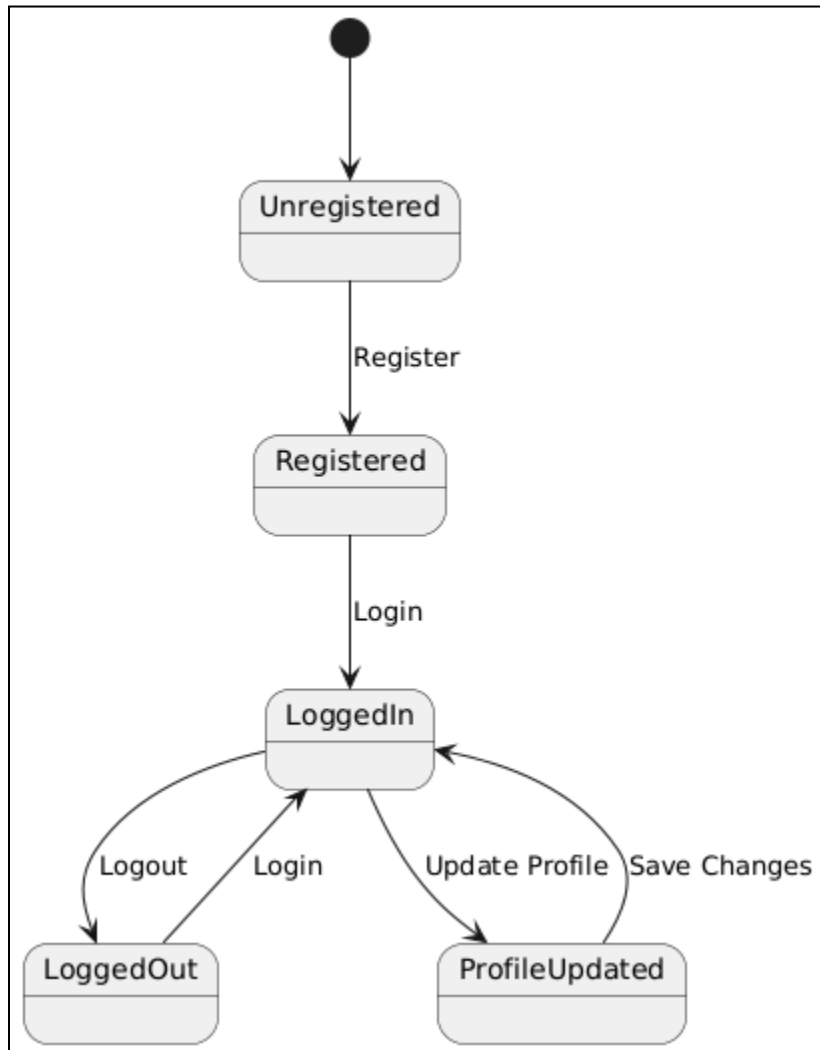 Unregistered
Register
Registered
Login
LoggedIn
Logout
Login
Update Profile
Save Changes
LoggedOut
ProfileUpdated